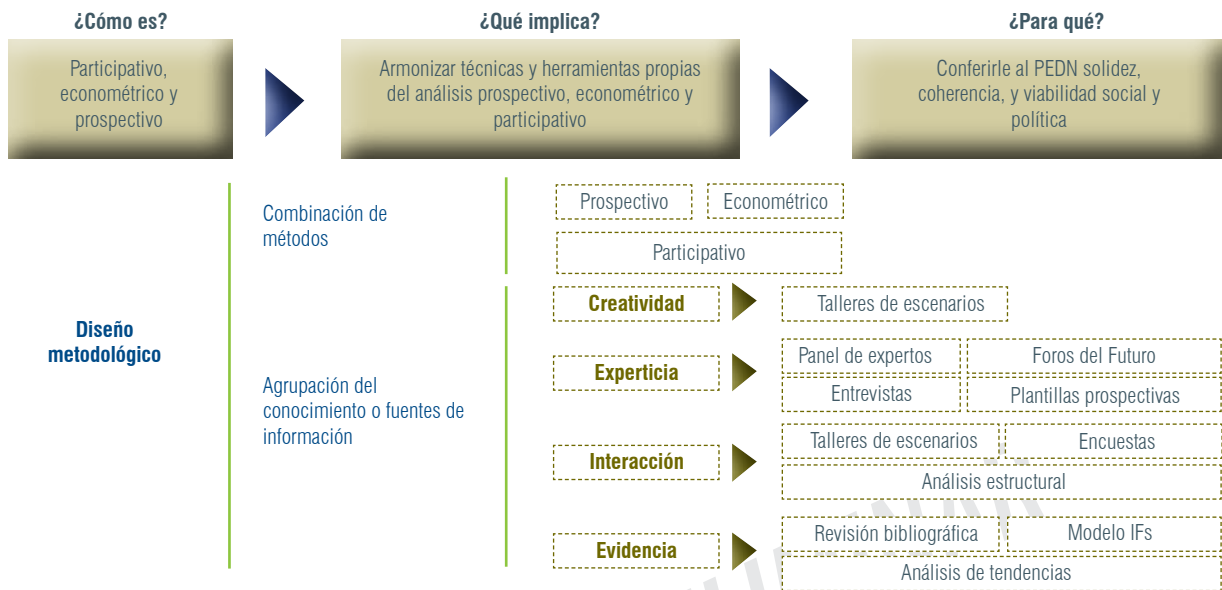 ¿Cómo es?
¿Qué implica?
¿Para qué?
Participativo,
econométrico y
prospectivo
Armonizar técnicas y herramientas propias
del análisis prospectivo, econométrico y
participativo
Conferirle al PEDN solidez,
coherencia, y viabilidad social y
política
Diseño
metodológico
Combinación de
métodos
Prospectivo
Econométrico
Participativo
Agrupación del
conocimiento o fuentes de
información
Creatividad
Talleres de escenarios
Experticia
Panel de expertos
Foros del Futuro
Entrevistas
Plantillas prospectivas
Interacción
Talleres de escenarios
Encuestas
Análisis estructural
Evidencia
Revisión bibliográfica
Modelo IFs
Análisis de tendencias